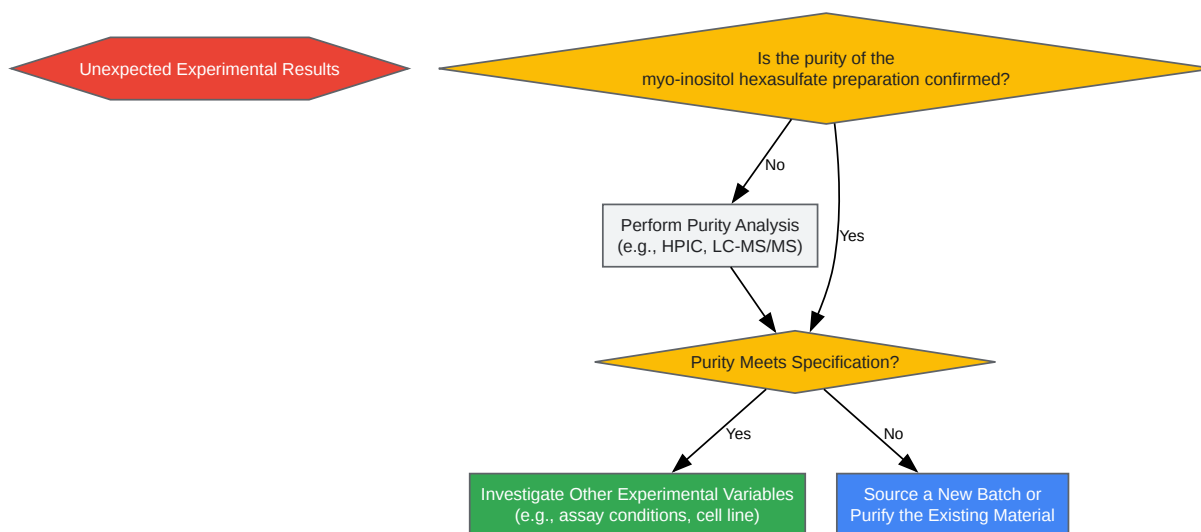 Unexpected Experimental Results
Is the purity of the
myo-inositol hexasulfate preparation confirmed?
No
Perform Purity Analysis
(e.g., HPIC, LC-MS/MS)
Yes
Purity Meets Specification?
Yes
No
Investigate Other Experimental Variables
(e.g., assay conditions, cell line)
Source a New Batch or
Purify the Existing Material